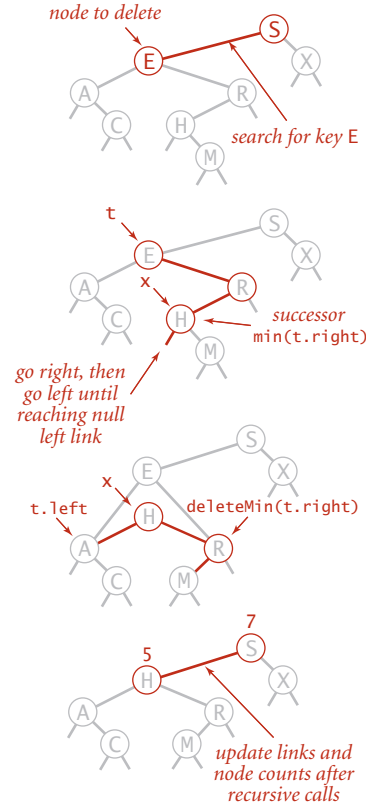 node to delete
S
E
X
A
R
C
H
search for key E
M
t
S
E
X
x
A
R
C
H
successor
min(t.right)
M
go right, then
go left until
reaching null
left link
S
E
X
x
t.left
H
deleteMin(t.right)
A
R
C
M
7
5
S
H
X
A
R
C
M
update links and
node counts after
recursive calls